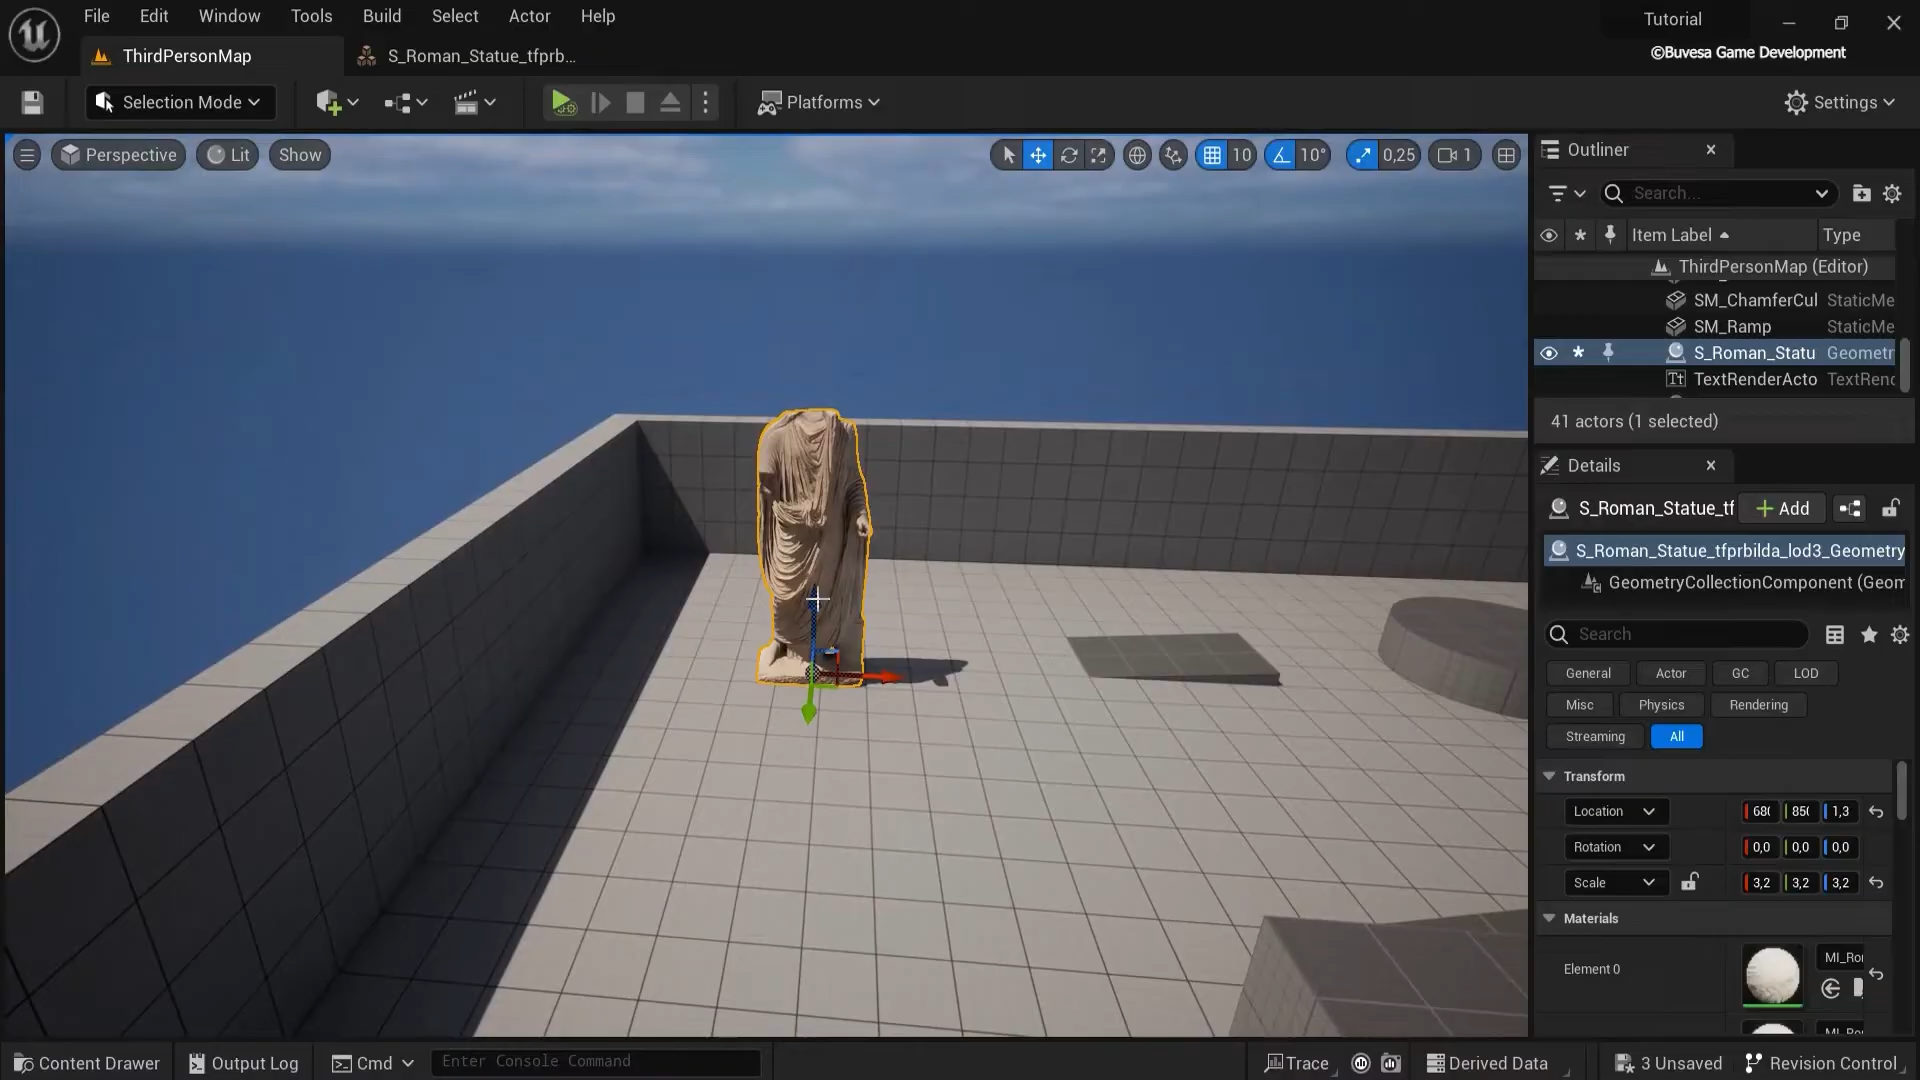 File Edit Window Tools Build Select Actor Help
Tutorial
ThirdPersonMap
S_Roman_Statue_tfprb...
©Buvesa Game Development
Selection Mode
Platforms
Settings
Perspective Lit Show
10 10° 0,25 1
Outliner
Search...
Item Label Type
ThirdPersonMap (Editor)
SM_ChamferCul StaticMe
SM_Ramp StaticMe
S_Roman_Statu Geometr
TextRenderActo TextRend
41 actors (1 selected)
Details
S_Roman_Statue_tf Add
S_Roman_Statue_tfprbilda_lod3_Geometry
GeometryCollectionComponent (Geom
Search
General Actor GC LOD
Misc Physics Rendering
Streaming All
Transform
Location 680 850 1,3
Rotation 0,0 0,0 0,0
Scale 3,2 3,2 3,2
Materials
Element 0 MI_Ro
Content Drawer Output Log Cmd Enter Console Command Trace Derived Data 3 Unsaved Revision Control